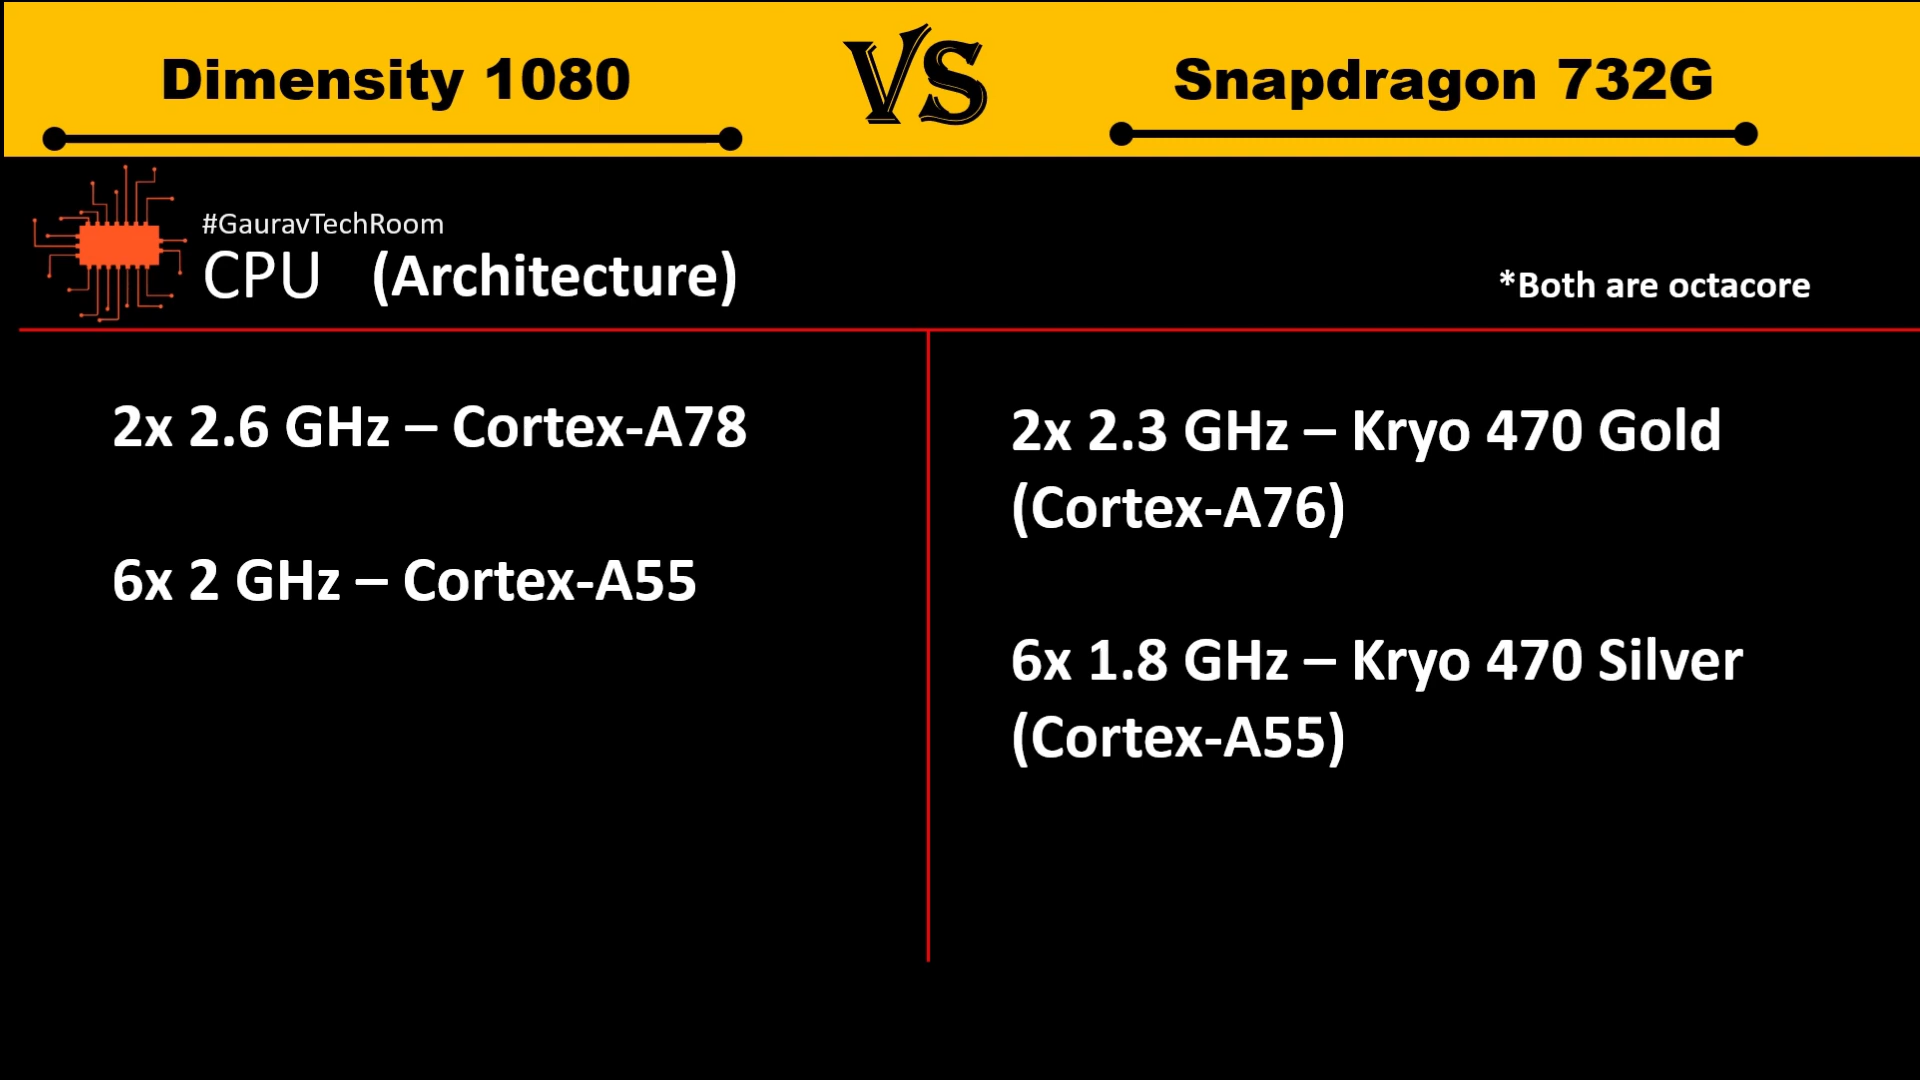 Dimensity 1080
VS
Snapdragon 732G
#GauravTechRoom
CPU (Architecture)
*Both are octacore
2x 2.6 GHz – Cortex-A78
6x 2 GHz – Cortex-A55
2x 2.3 GHz – Kryo 470 Gold
(Cortex-A76)
6x 1.8 GHz – Kryo 470 Silver
(Cortex-A55)